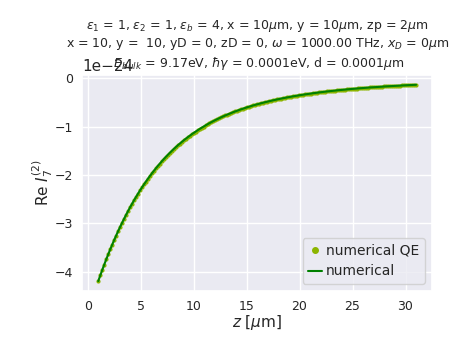 ε₁ = 1, ε₂ = 1, ε_b = 4, x = 10μm, y = 10μm, zp = 2μm
x = 10, y = 10, yD = 0, zD = 0, ω = 1000.00 THz, x_D = 0μm
= 9.17eV, ℏγ = 0.0001eV, d = 0.0001μm
1e−24
0
−1
−2
−3
−4
Re I₇⁽²⁾
numerical QE
numerical
0 5 10 15 20 25 30
z [μm]